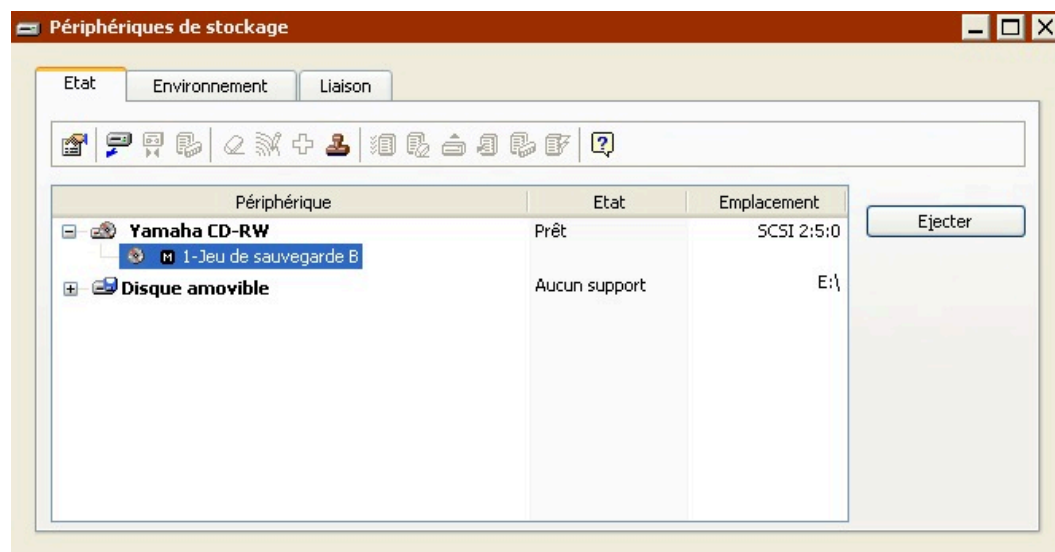 Périphériques de stockage
Etat Environnement Liaison
Périphérique Etat Emplacement
Yamaha CD-RW Prêt SCSI 2:5:0
M 1-Jeu de sauvegarde B
Disque amovible Aucun support E:\
Ejecter